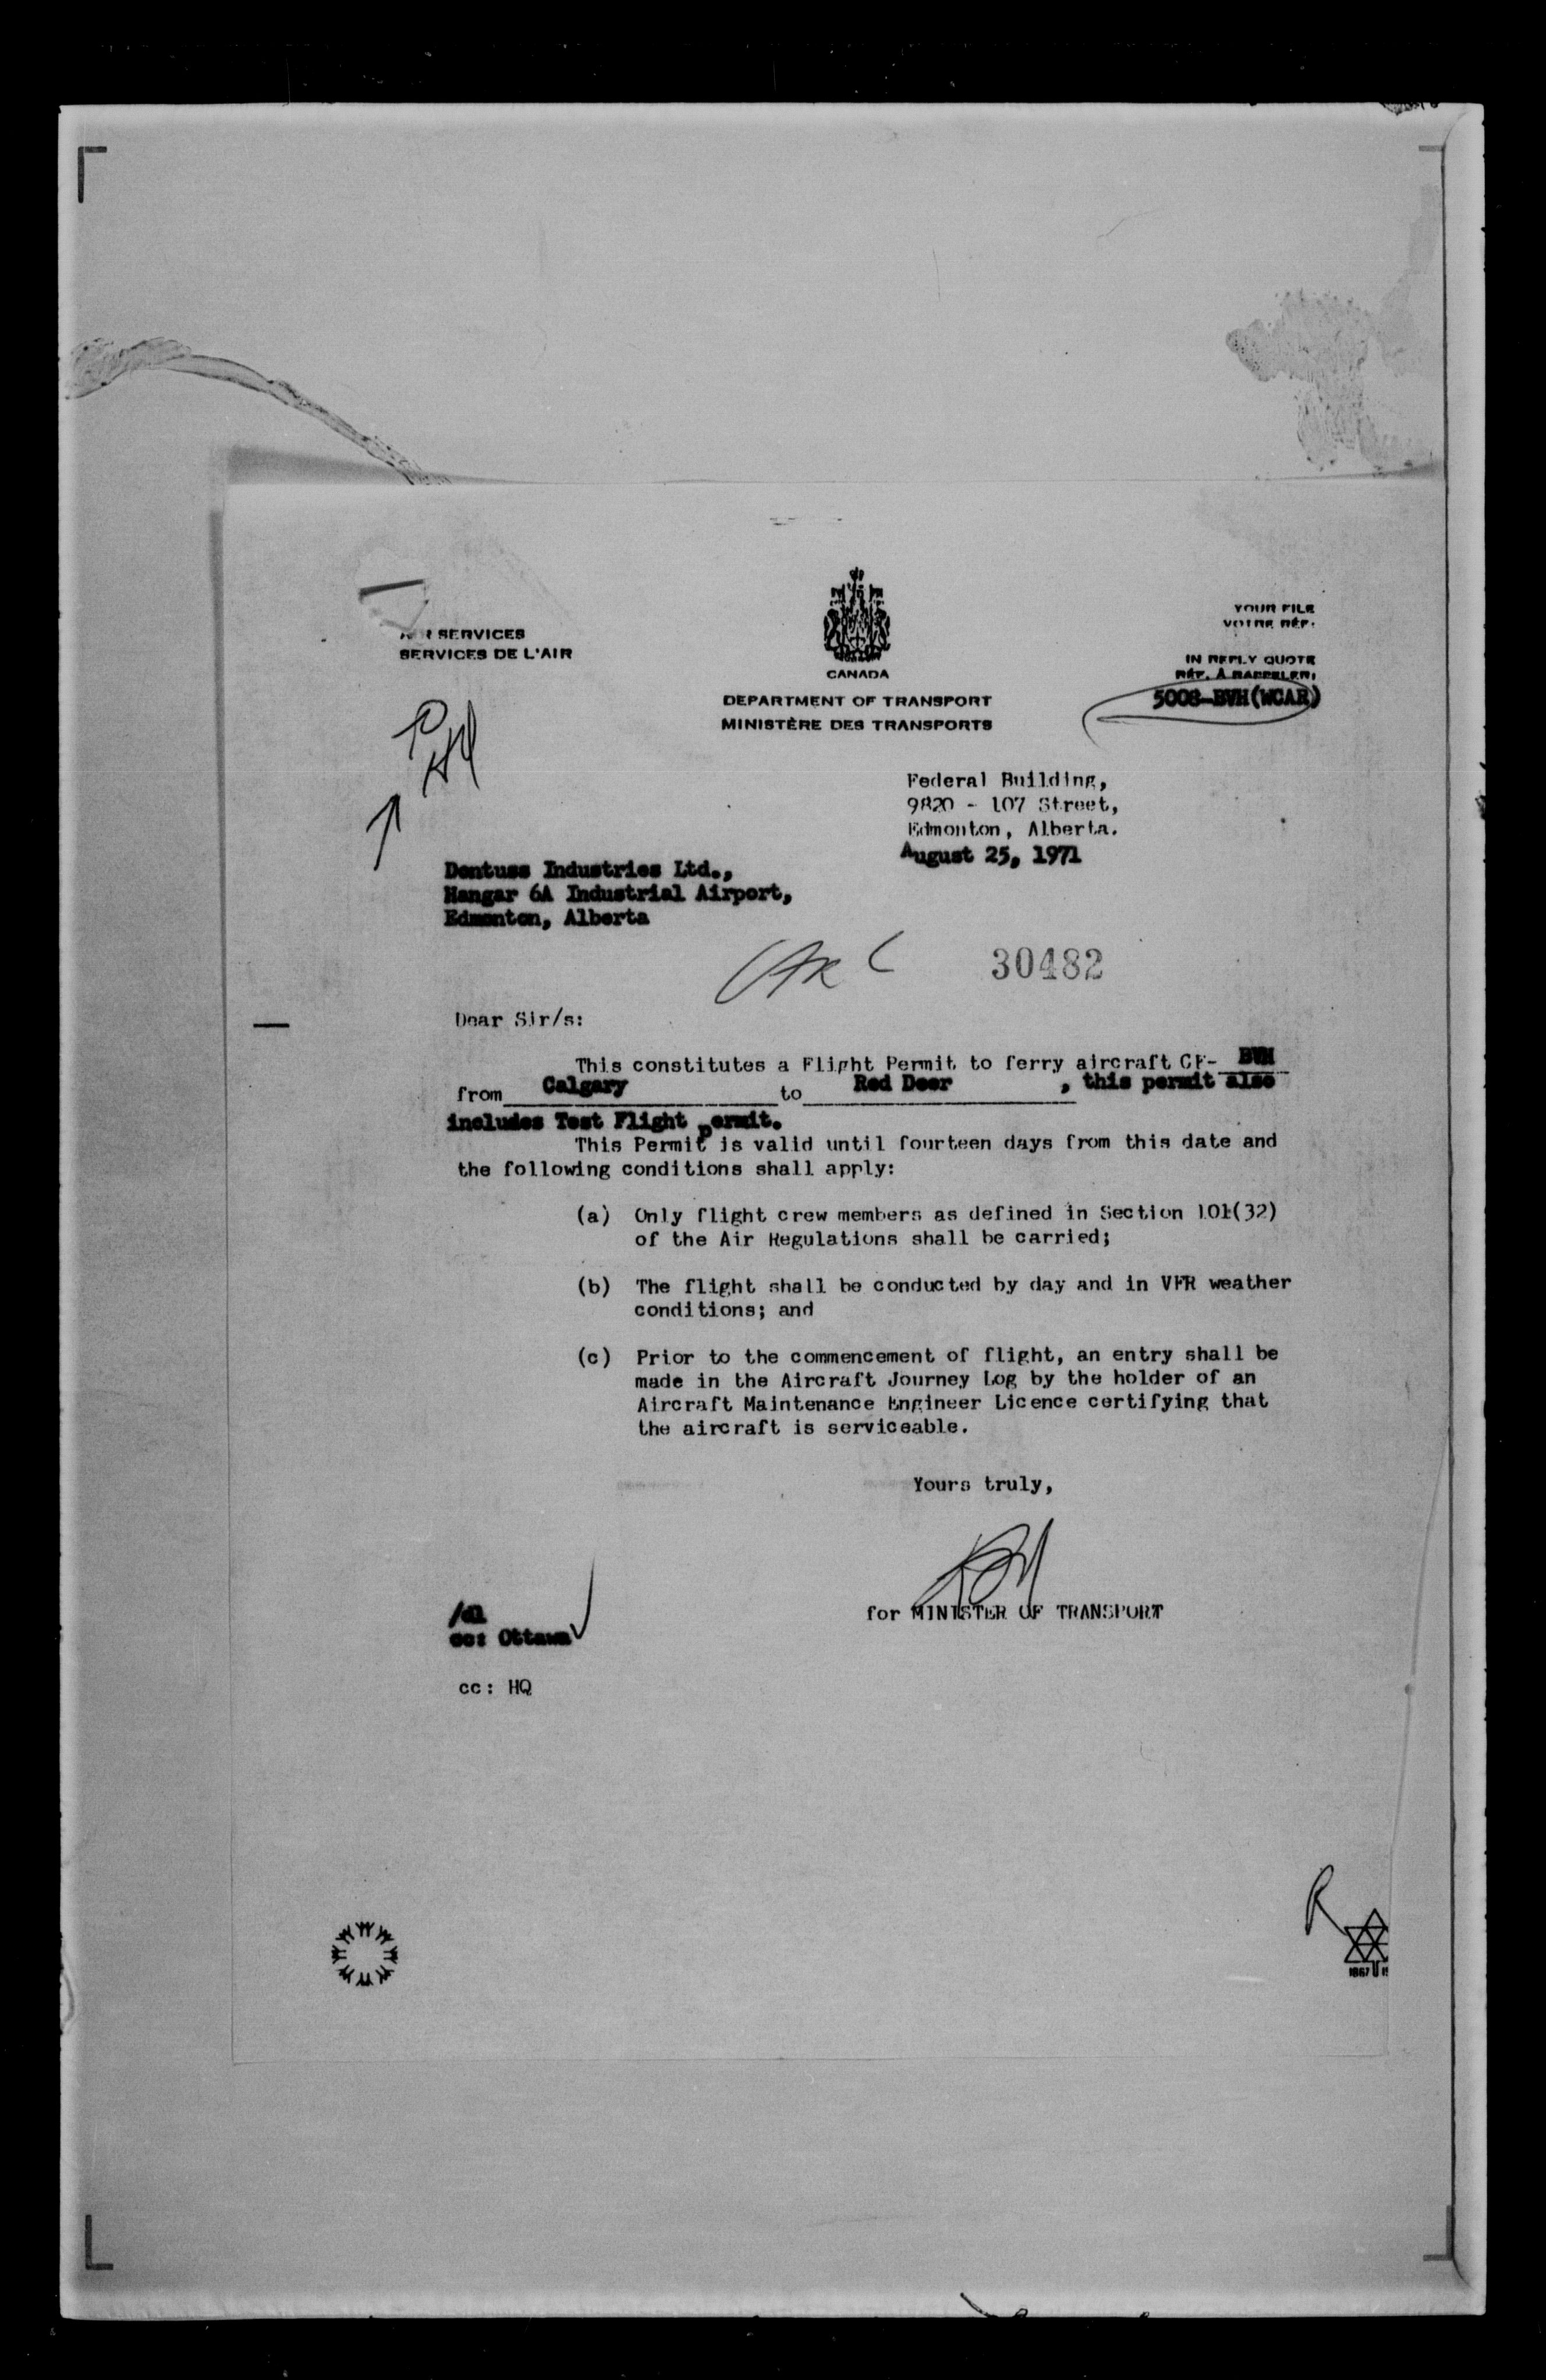 AIR SERVICES
SERVICES DE L'AIR
CANADA
DEPARTMENT OF TRANSPORT
MINISTÈRE DES TRANSPORTS
YOUR FILE
VOTRE RÉF.
IN REPLY QUOTE
RÉF. À RAPPELER:
5008-BVH(WCAR)
Federal Building,
9820 - 107 Street,
Edmonton, Alberta.
August 25, 1971
Dentuss Industries Ltd.,
Hangar 6A Industrial Airport,
Edmonton, Alberta
30482
Dear Sir/s:
This constitutes a Flight Permit to ferry aircraft CF- BVH
from Calgary to Red Deer , this permit also
includes Test Flight permit.
This Permit is valid until fourteen days from this date and
the following conditions shall apply:
(a) Only flight crew members as defined in Section 101(32)
of the Air Regulations shall be carried;
(b) The flight shall be conducted by day and in VFR weather
conditions; and
(c) Prior to the commencement of flight, an entry shall be
made in the Aircraft Journey Log by the holder of an
Aircraft Maintenance Engineer Licence certifying that
the aircraft is serviceable.
Yours truly,
for MINISTER OF TRANSPORT
cc: Ottawa
cc: HQ
R
1867